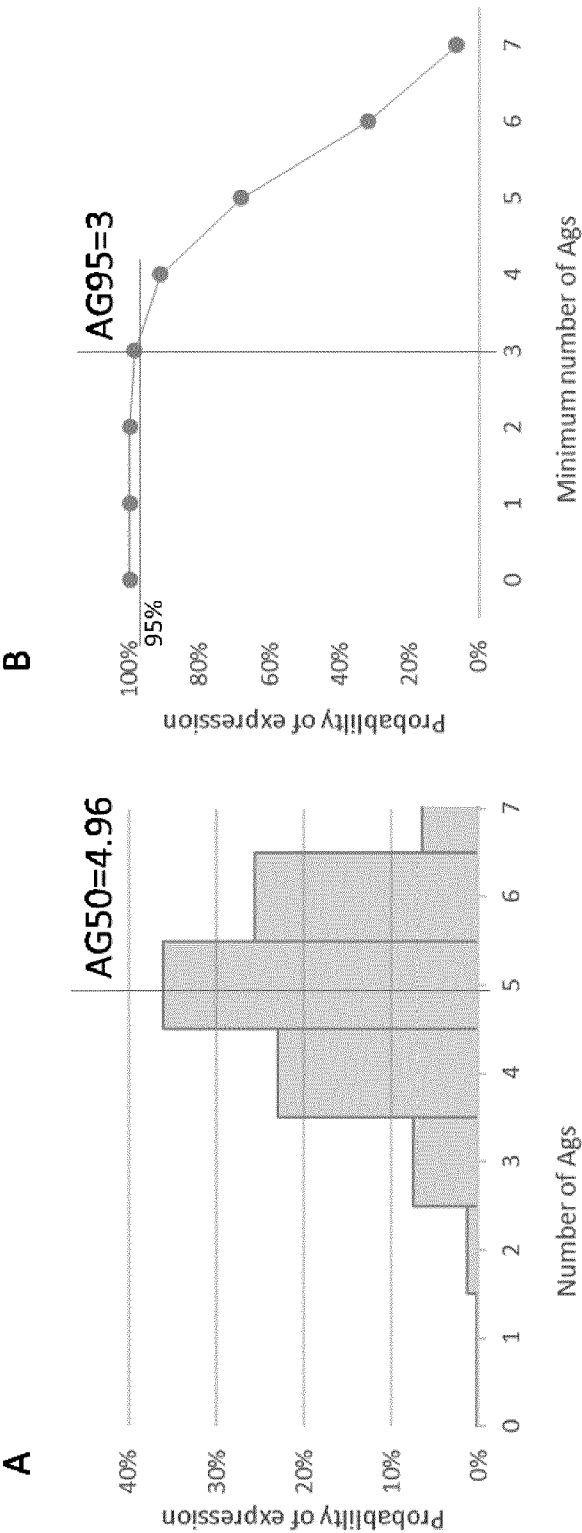 A
AG50=4.96
Probability of expression
40%
30%
20%
10%
0%
0 1 2 3 4 5 6 7
Number of Ags
B
AG95=3
Probability of expression
100%
95%
80%
60%
40%
20%
0%
0 1 2 3 4 5 6 7
Minimum number of Ags